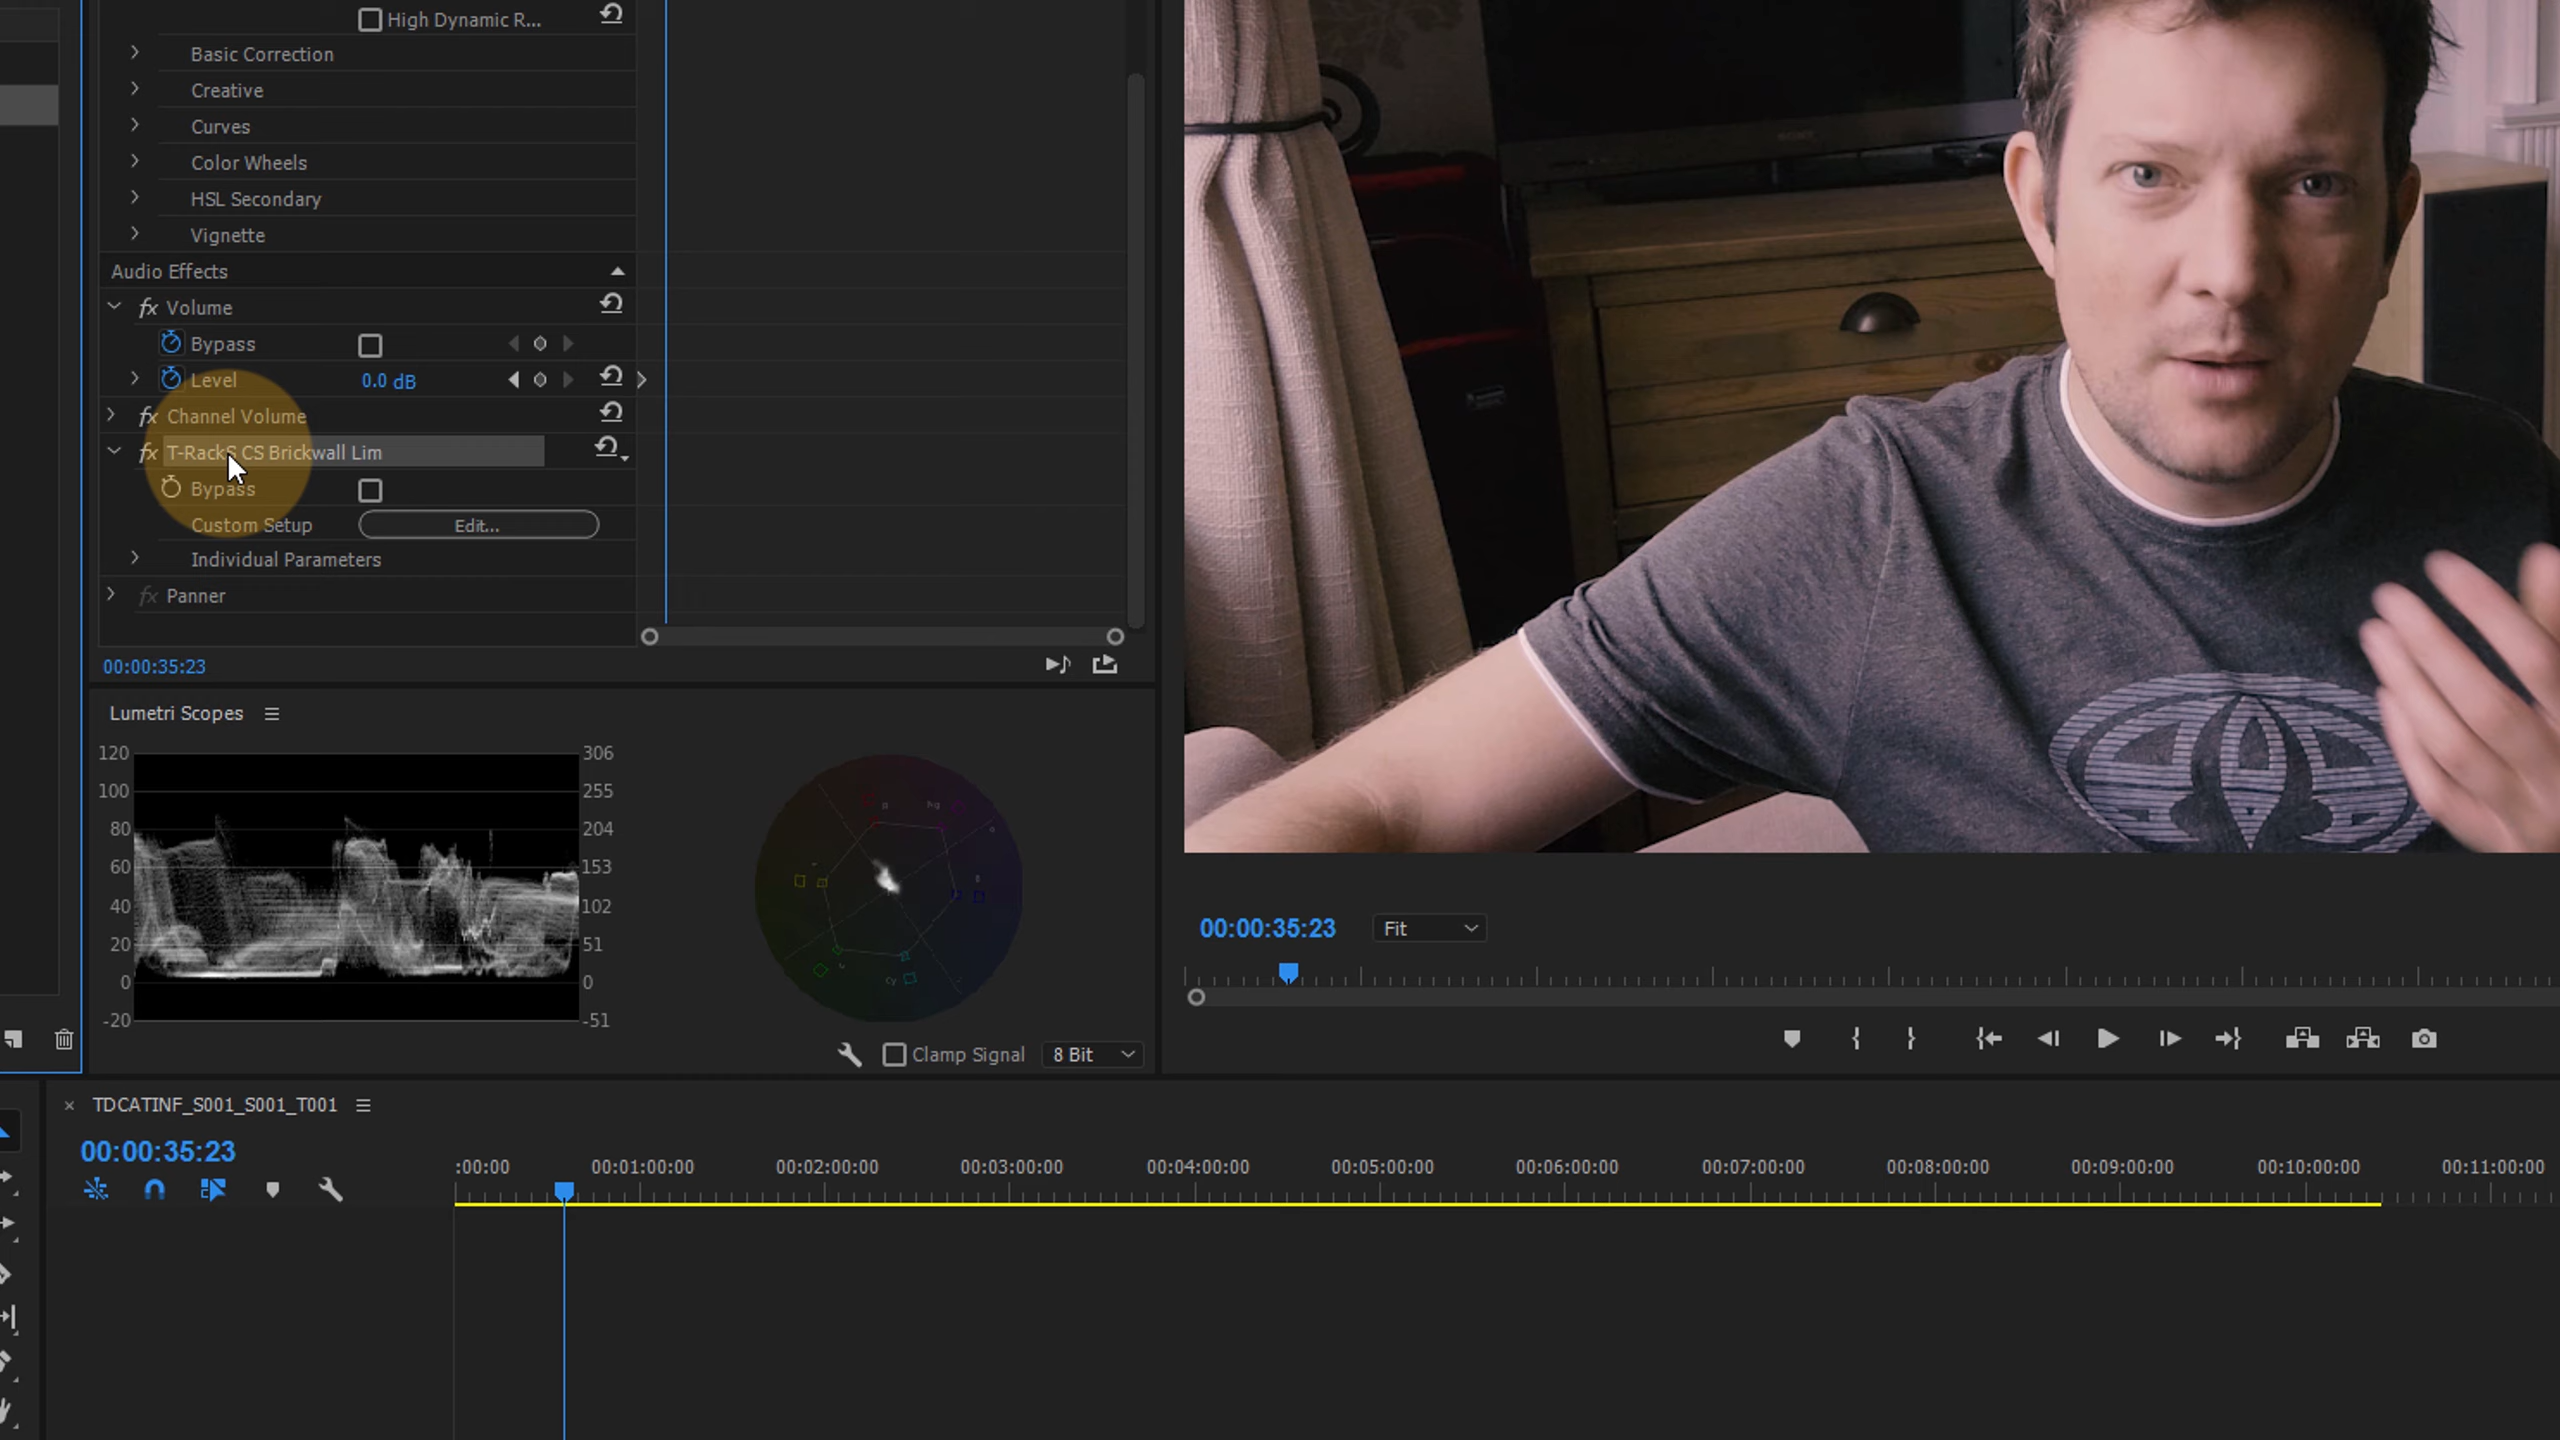 High Dynamic R...
Basic Correction
Creative
Curves
Color Wheels
HSL Secondary
Vignette
Audio Effects
fx Volume
Bypass
Level 0.0 dB
fx Channel Volume
fx T-RackS CS Brickwall Lim
Bypass
Custom Setup Edit...
Individual Parameters
fx Panner
00:00:35:23
Lumetri Scopes
120 306
100 255
80 204
60 153
40 102
20 51
0 0
-20 -51
Clamp Signal 8 Bit
SONY
00:00:35:23 Fit
TDCATINF_S001_S001_T001
00:00:35:23
:00:00 00:01:00:00 00:02:00:00 00:03:00:00 00:04:00:00 00:05:00:00 00:06:00:00 00:07:00:00 00:08:00:00 00:09:00:00 00:10:00:00 00:11:00:00